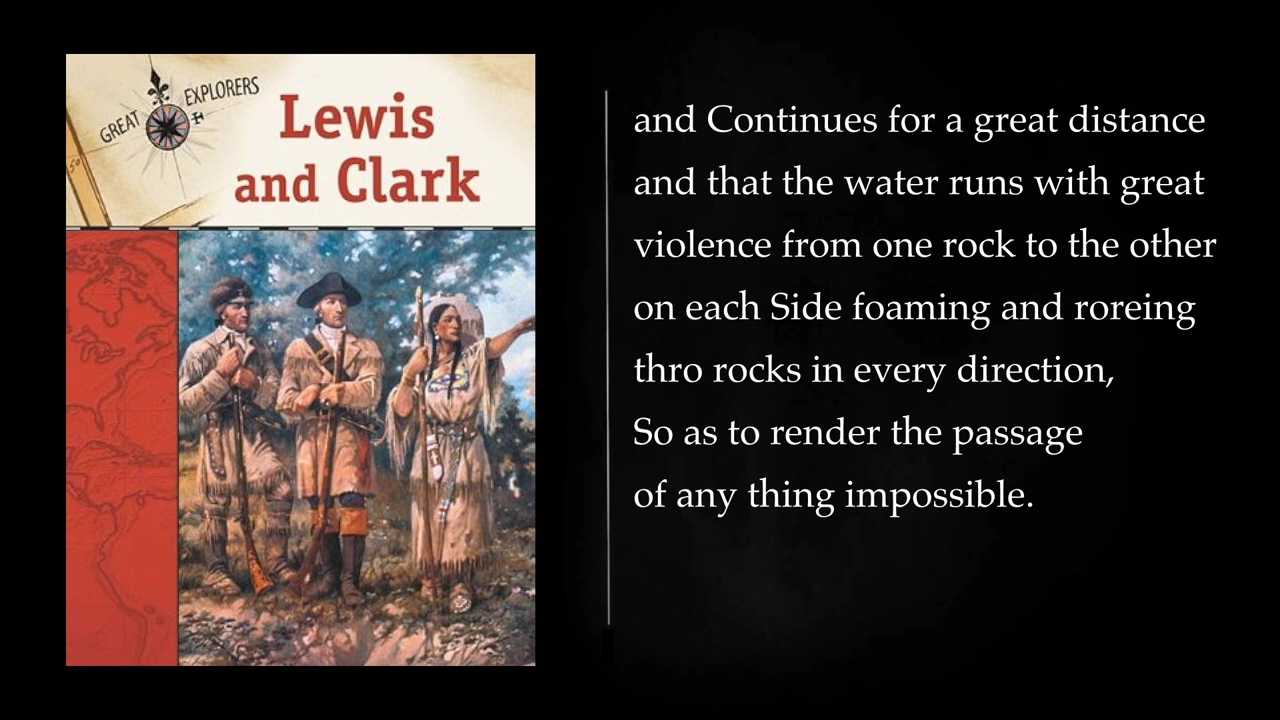 GREAT EXPLORERS
Lewis
and Clark
and Continues for a great distance
and that the water runs with great
violence from one rock to the other
on each Side foaming and roreing
thro rocks in every direction,
So as to render the passage
of any thing impossible.